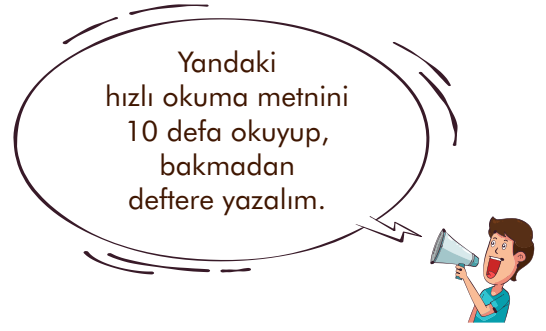 Yandaki
hızlı okuma metnini
10 defa okuyup,
bakmadan
deftere yazalım.